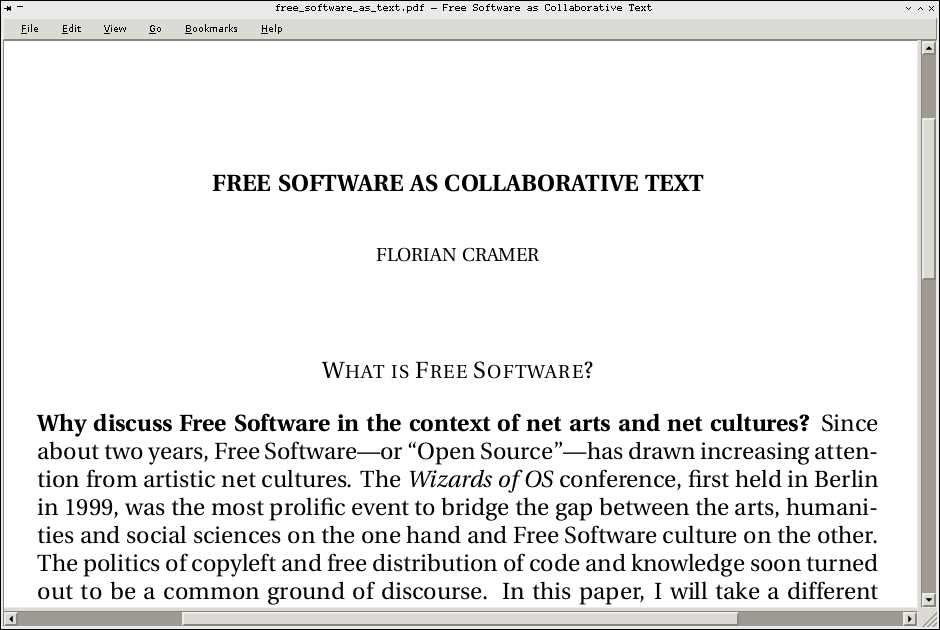 free_software_as_text.pdf – Free Software as Collaborative Text
File Edit View Go Bookmarks Help
FREE SOFTWARE AS COLLABORATIVE TEXT
FLORIAN CRAMER
WHAT IS FREE SOFTWARE?
Why discuss Free Software in the context of net arts and net cultures? Since
about two years, Free Software—or “Open Source”—has drawn increasing atten-
tion from artistic net cultures. The Wizards of OS conference, first held in Berlin
in 1999, was the most prolific event to bridge the gap between the arts, humani-
ties and social sciences on the one hand and Free Software culture on the other.
The politics of copyleft and free distribution of code and knowledge soon turned
out to be a common ground of discourse. In this paper, I will take a different